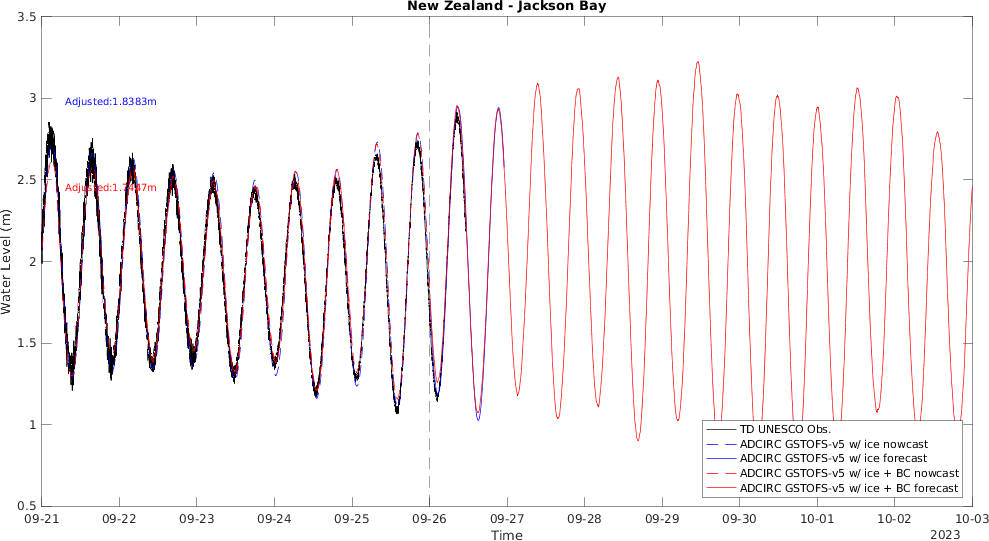 New Zealand - Jackson Bay
3.5
3
2.5
2
1.5
1
0.5
Water Level (m)
Adjusted:1.8383m
Adjusted:1.7447m
TD UNESCO Obs.
ADCIRC GSTOFS-v5 w/ ice nowcast
ADCIRC GSTOFS-v5 w/ ice forecast
ADCIRC GSTOFS-v5 w/ ice + BC nowcast
ADCIRC GSTOFS-v5 w/ ice + BC forecast
09-21 09-22 09-23 09-24 09-25 09-26 09-27 09-28 09-29 09-30 10-01 10-02 10-03
Time
2023